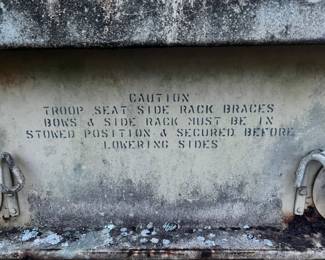 CAUTION
TROOP SEAT SIDE RACK BRACES
BOWS & SIDE RACK MUST BE IN
STOWED POSITION & SECURED BEFORE
LOWERING SIDES